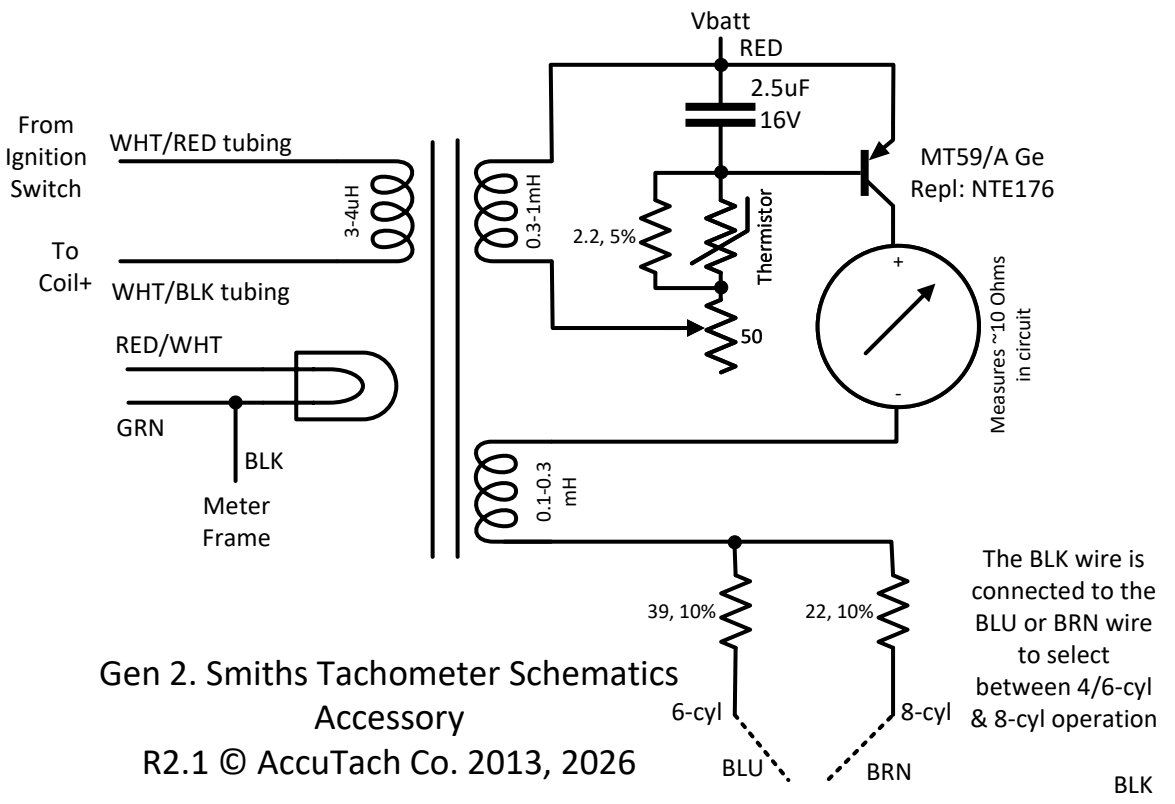 Vbatt
RED
2.5uF
16V
From
Ignition
Switch
WHT/RED tubing
MT59/A Ge
Repl: NTE176
3-4uH
0.3-1mH
2.2, 5%
Thermistor
To
Coil+
WHT/BLK tubing
+
Measures ~10 Ohms
in circuit
50
RED/WHT
-
GRN
BLK
Meter
Frame
0.1-0.3
mH
39, 10%
22, 10%
The BLK wire is
connected to the
BLU or BRN wire
to select
between 4/6-cyl
& 8-cyl operation
Gen 2. Smiths Tachometer Schematics
Accessory
R2.1 © AccuTach Co. 2013, 2026
6-cyl
8-cyl
BLU
BRN
BLK